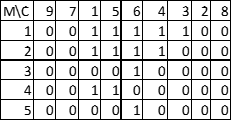 M\C 9 7 1 5 6 4 3 2 8
1 0 0 1 1 1 1 1 0 0
2 0 0 1 1 1 1 0 0 0
3 0 0 0 0 1 0 0 0 0
4 0 0 1 1 0 0 0 0 0
5 0 0 0 0 1 0 0 0 0